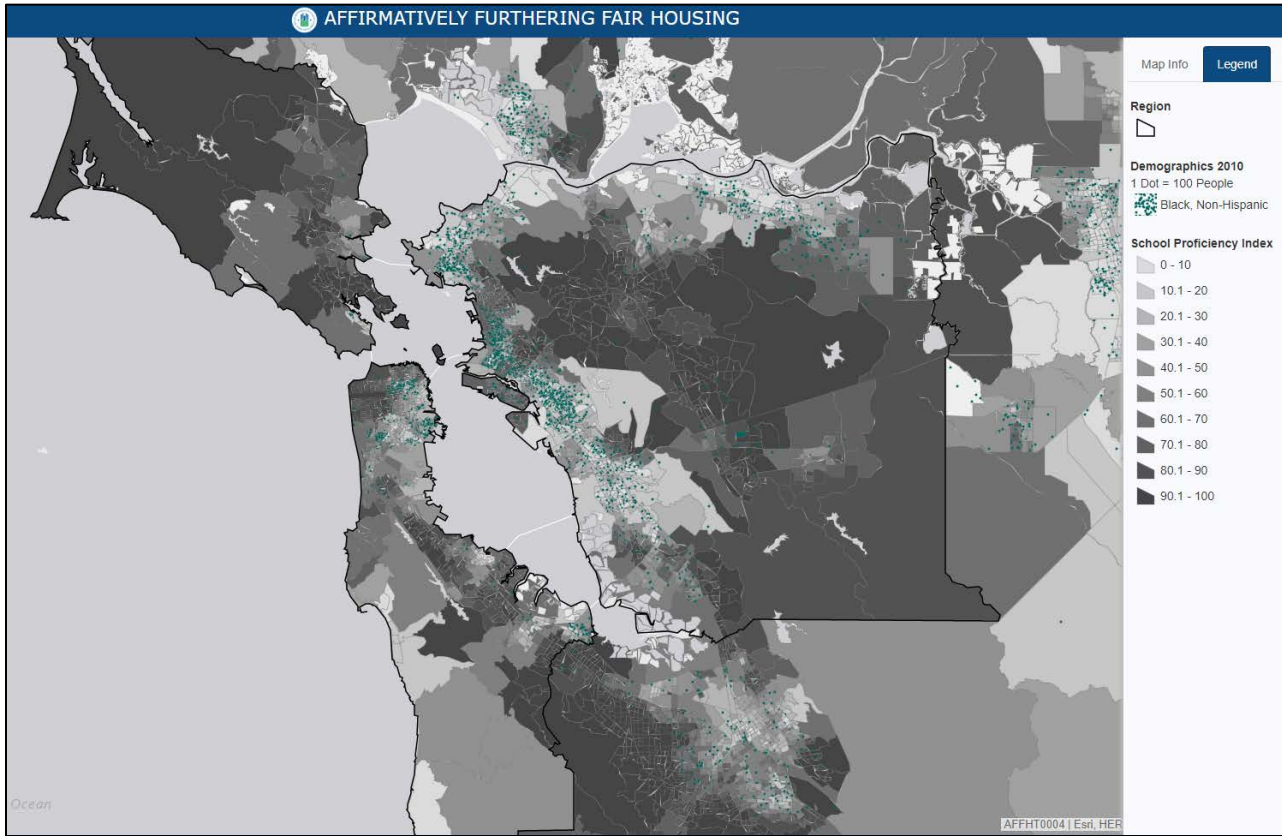 AFFIRMATIVELY FURTHERING FAIR HOUSING
Map Info
Legend
Region
Demographics 2010
1 Dot = 100 People
Black, Non-Hispanic
School Proficiency Index
0 - 10
10.1 - 20
20.1 - 30
30.1 - 40
40.1 - 50
50.1 - 60
60.1 - 70
70.1 - 80
80.1 - 90
90.1 - 100
Ocean
AFFHT0004 | Esri, HER